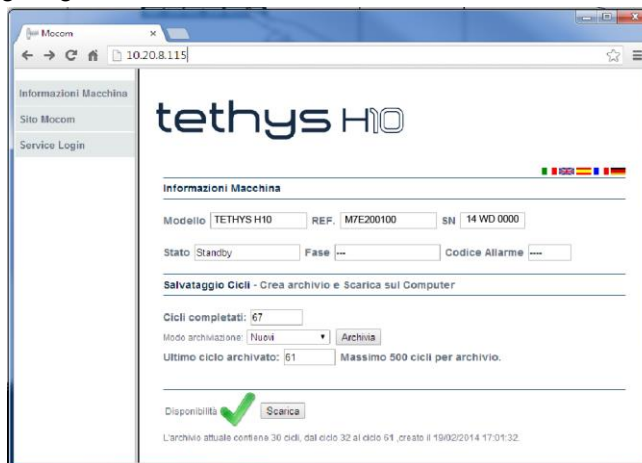 Mocom
10.20.8.115
Informazioni Macchina
Sito Mocom
Service Login
tethys H10
Informazioni Macchina
Modello TETHYS H10 REF. M7E200100 SN 14 WD 0000
Stato Standby Fase --- Codice Allarme ----
Salvataggio Cicli - Crea archivio e Scarica sul Computer
Cicli completati: 67
Modo archiviazione: Nuovi Archivia
Ultimo ciclo archiviato: 61 Massimo 500 cicli per archivio.
Disponibilità Scarica
L'archivio attuale contiene 30 cicli, dal ciclo 32 al ciclo 61 ,creato il 19/02/2014 17:01:32.